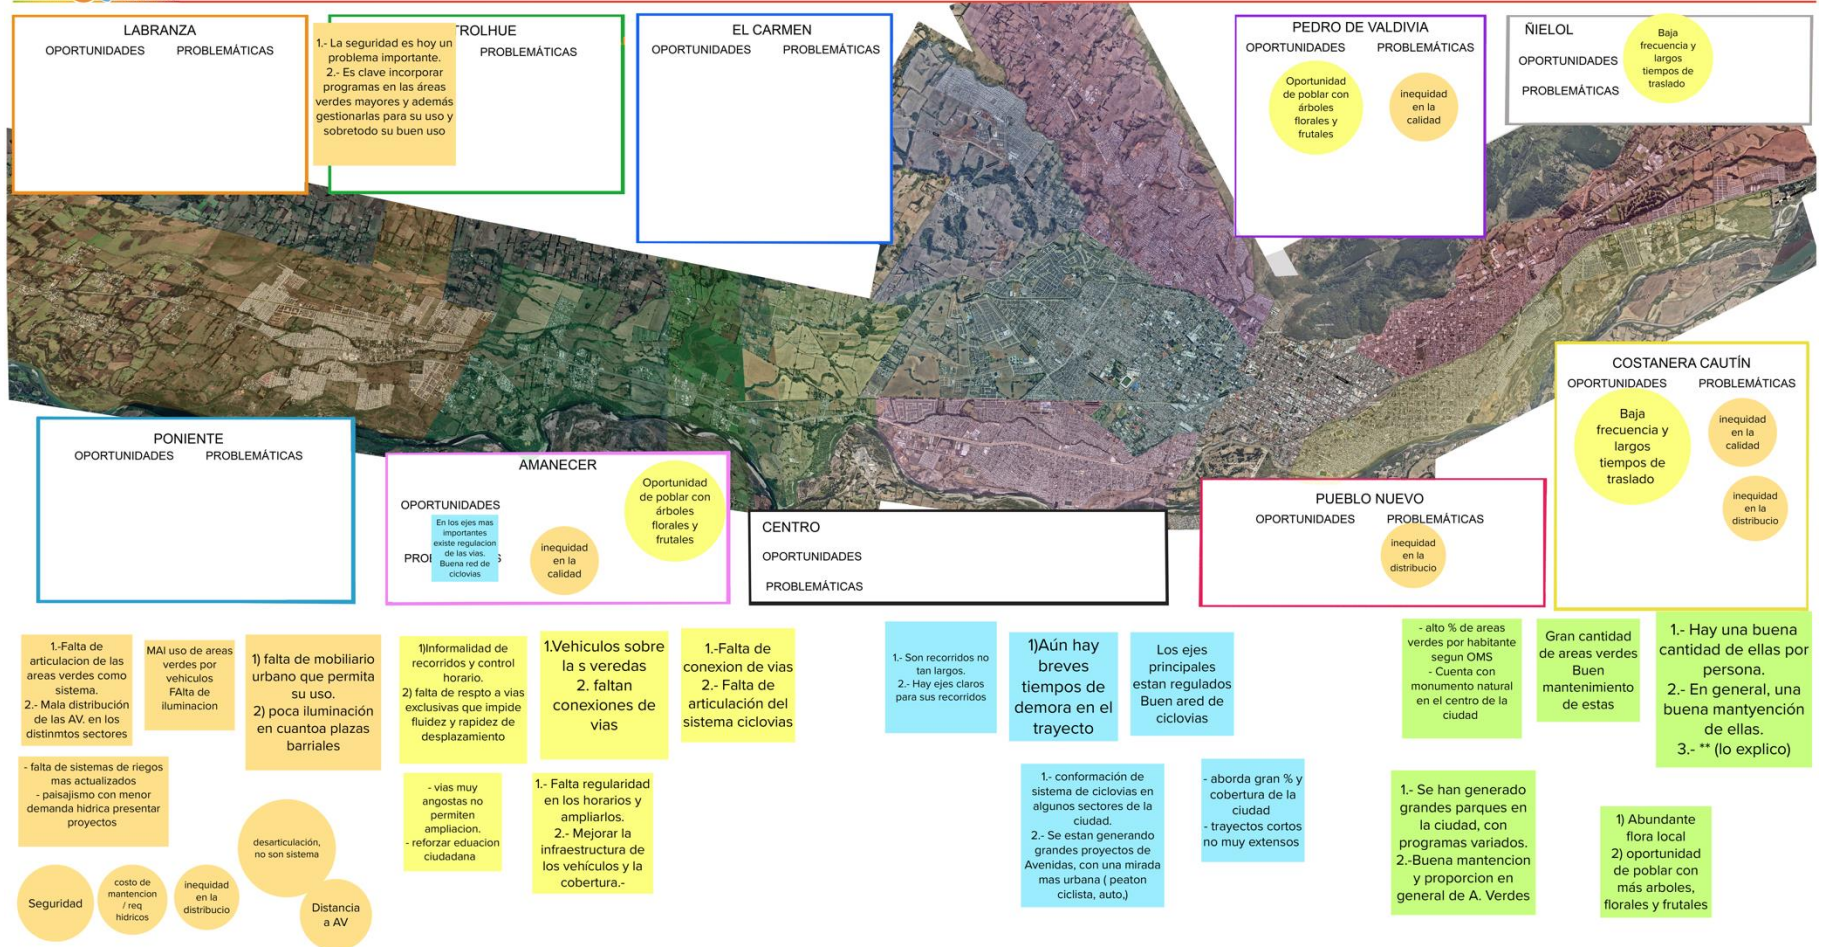 LABRANZA
OPORTUNIDADES PROBLEMÁTICAS
1.- La seguridad es hoy un
problema importante.
2.- Es clave incorporar
programas en las áreas
verdes mayores y además
gestionarlas para su uso y
sobretodo su buen uso
TROLHUE
PROBLEMÁTICAS
EL CARMEN
OPORTUNIDADES PROBLEMÁTICAS
PEDRO DE VALDIVIA
OPORTUNIDADES PROBLEMÁTICAS
Oportunidad
de poblar con
árboles
florales y
frutales
inequidad
en la
calidad
ÑIELOL
OPORTUNIDADES
PROBLEMÁTICAS
Baja
frecuencia y
largos
tiempos de
traslado
COSTANERA CAUTÍN
OPORTUNIDADES PROBLEMÁTICAS
Baja
frecuencia y
largos
tiempos de
traslado
inequidad
en la
calidad
inequidad
en la
distribucio
PONIENTE
OPORTUNIDADES PROBLEMÁTICAS
AMANECER
OPORTUNIDADES
PROB S
En los ejes mas
importantes
existe regulacion
de las vias.
Buena red de
ciclovias
inequidad
en la
calidad
Oportunidad
de poblar con
árboles
florales y
frutales
CENTRO
OPORTUNIDADES
PROBLEMÁTICAS
PUEBLO NUEVO
OPORTUNIDADES PROBLEMÁTICAS
inequidad
en la
distribucio
1.-Falta de
articulacion de las
areas verdes como
sistema.
2.- Mala distribución
de las AV. en los
distinmtos sectores
MAl uso de areas
verdes por
vehiculos
FAlta de
iluminacion
1) falta de mobiliario
urbano que permita
su uso.
2) poca iluminación
en cuantoa plazas
barriales
1)Informalidad de
recorridos y control
horario.
2) falta de respto a vias
exclusivas que impide
fluidez y rapidez de
desplazamiento
1.Vehiculos sobre
la s veredas
2. faltan
conexiones de
vias
1.-Falta de
conexion de vias
2.- Falta de
articulación del
sistema ciclovias
1.- Son recorridos no
tan largos.
2.- Hay ejes claros
para sus recorridos
1)Aún hay
breves
tiempos de
demora en el
trayecto
Los ejes
principales
estan regulados
Buen ared de
ciclovias
- alto % de areas
verdes por habitante
segun OMS
- Cuenta con
monumento natural
en el centro de la
ciudad
Gran cantidad
de areas verdes
Buen
mantenimiento
de estas
1.- Hay una buena
cantidad de ellas por
persona.
2.- En general, una
buena mantyención
de ellas.
3.- ** (lo explico)
- falta de sistemas de riegos
mas actualizados
- paisajismo con menor
demanda hidrica presentar
proyectos
- vias muy
angostas no
permiten
ampliacion.
- reforzar eduacion
ciudadana
1.- Falta regularidad
en los horarios y
ampliarlos.
2.- Mejorar la
infraestructura de
los vehículos y la
cobertura.-
1.- conformación de
sistema de ciclovias en
algunos sectores de la
ciudad.
2.- Se estan generando
grandes proyectos de
Avenidas, con una mirada
mas urbana ( peaton
ciclista, auto,)
- aborda gran % y
cobertura de la
ciudad
- trayectos cortos
no muy extensos
1.- Se han generado
grandes parques en
la ciudad, con
programas variados.
2.-Buena mantencion
y proporcion en
general de A. Verdes
1) Abundante
flora local
2) oportunidad
de poblar con
más arboles,
florales y frutales
desarticulación,
no son sistema
Seguridad
costo de
mantencion
/ req
hidricos
inequidad
en la
distribucio
Distancia
a AV